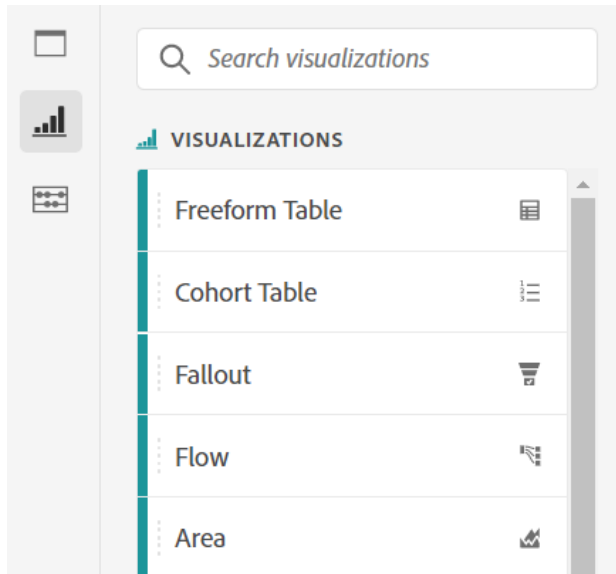 Search visualizations
VISUALIZATIONS
Freeform Table
Cohort Table
Fallout
Flow
Area